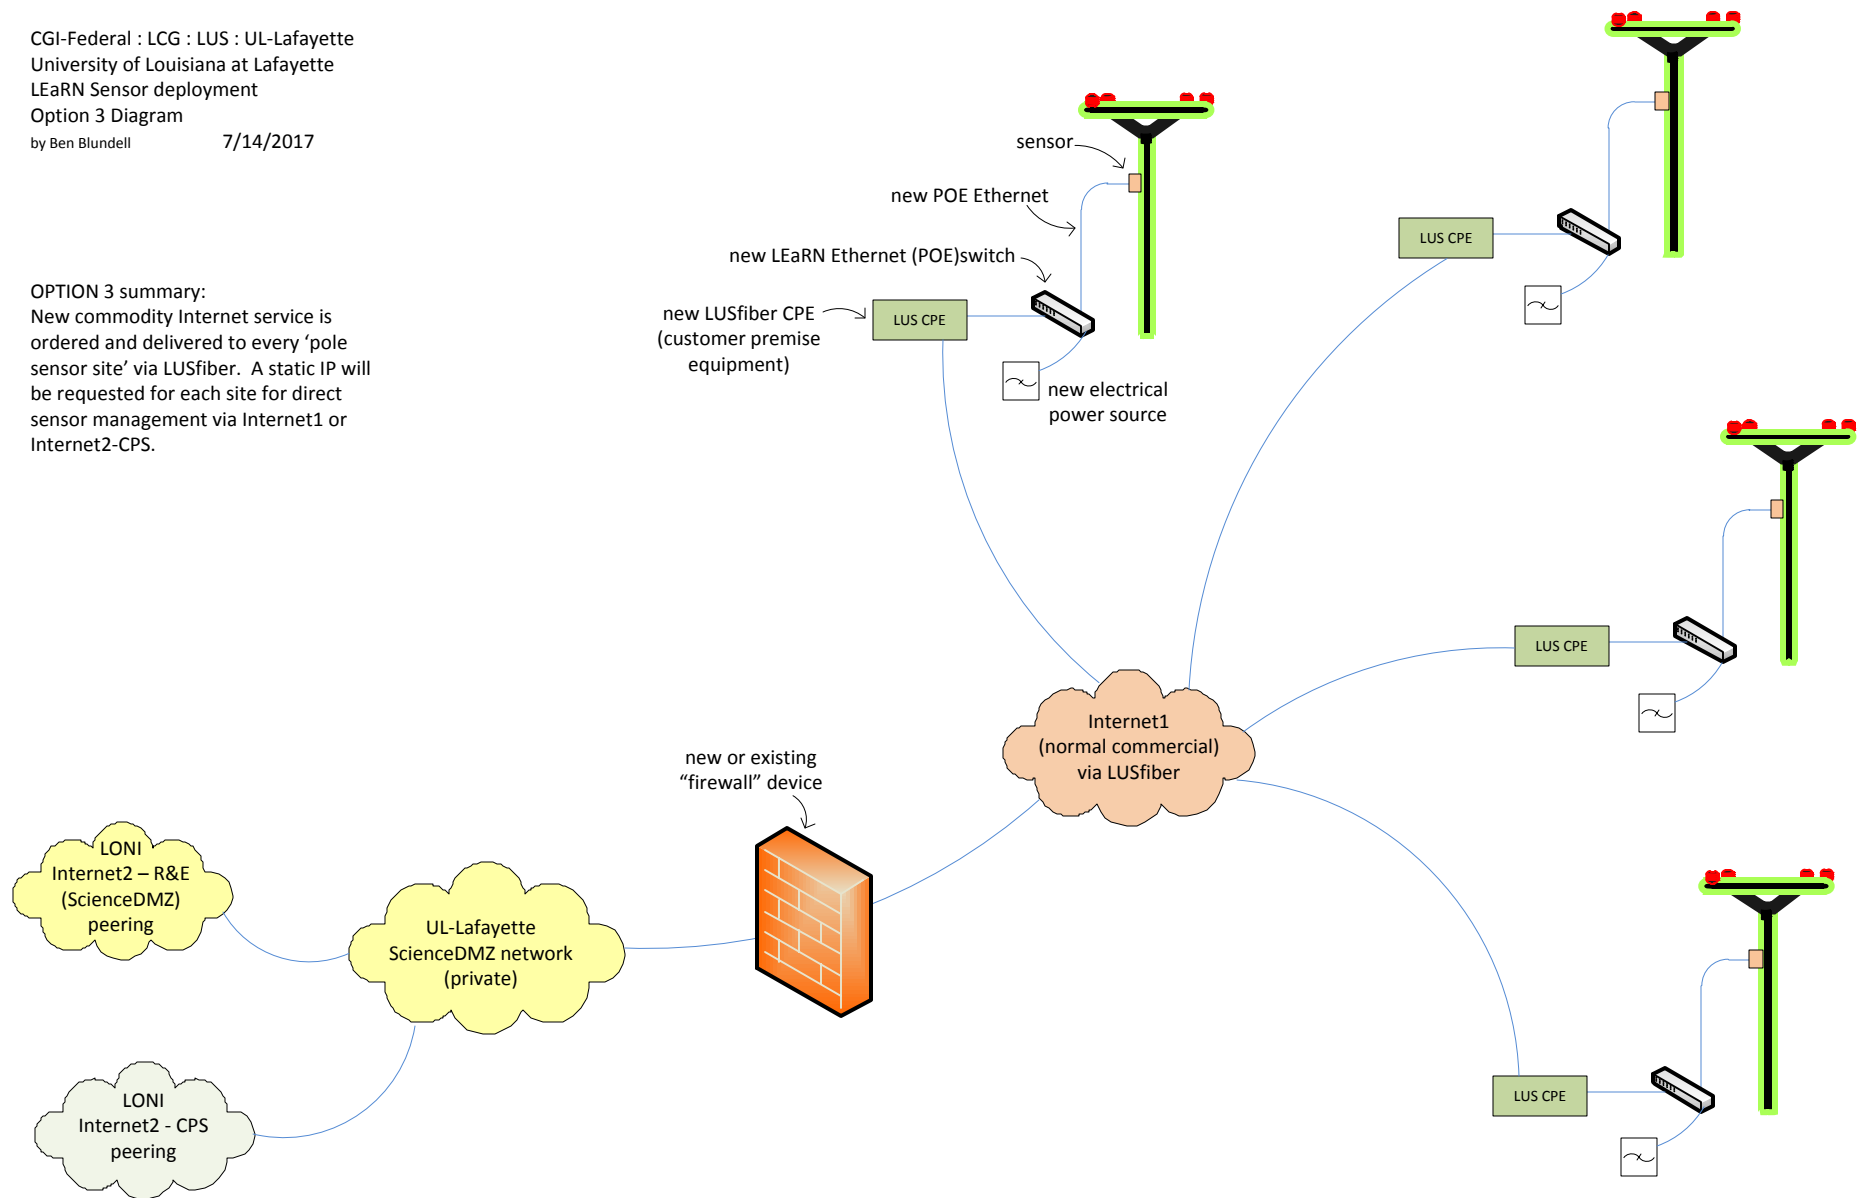 CGI-Federal : LCG : LUS : UL-Lafayette
University of Louisiana at Lafayette
LEaRN Sensor deployment
Option 3 Diagram
by Ben Blundell 7/14/2017
OPTION 3 summary:
New commodity Internet service is
ordered and delivered to every ‘pole
sensor site’ via LUSfiber. A static IP will
be requested for each site for direct
sensor management via Internet1 or
Internet2-CPS.
sensor
new POE Ethernet
new LEaRN Ethernet (POE)switch
new LUSfiber CPE
(customer premise
equipment)
LUS CPE
new electrical
power source
LUS CPE
LUS CPE
Internet1
(normal commercial)
via LUSfiber
new or existing
“firewall” device
LONI
Internet2 – R&E
(ScienceDMZ)
peering
UL-Lafayette
ScienceDMZ network
(private)
LONI
Internet2 - CPS
peering
LUS CPE